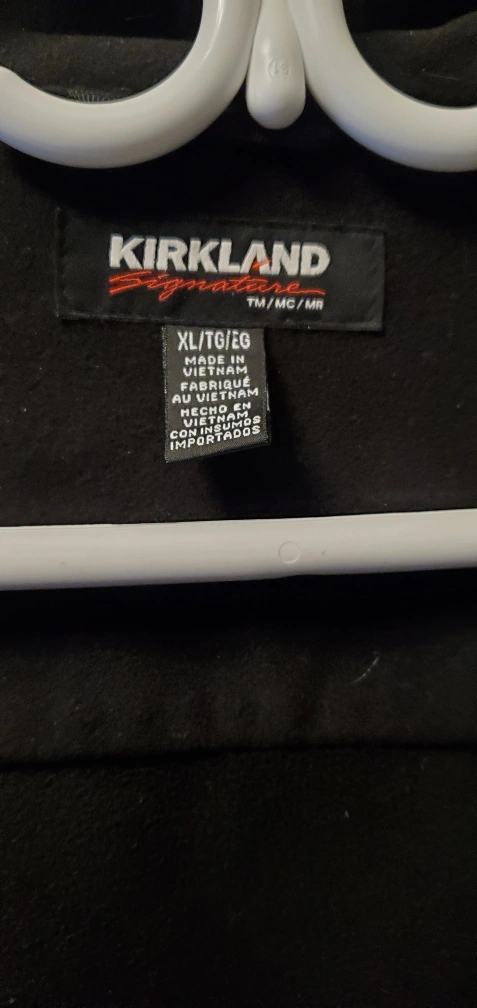 KIRKLAND
Signature
TM/MC/MR
XL/TG/EG
MADE IN
VIETNAM
FABRIQUÉ
AU VIETNAM
HECHO EN
VIETNAM
CON INSUMOS
IMPORTADOS